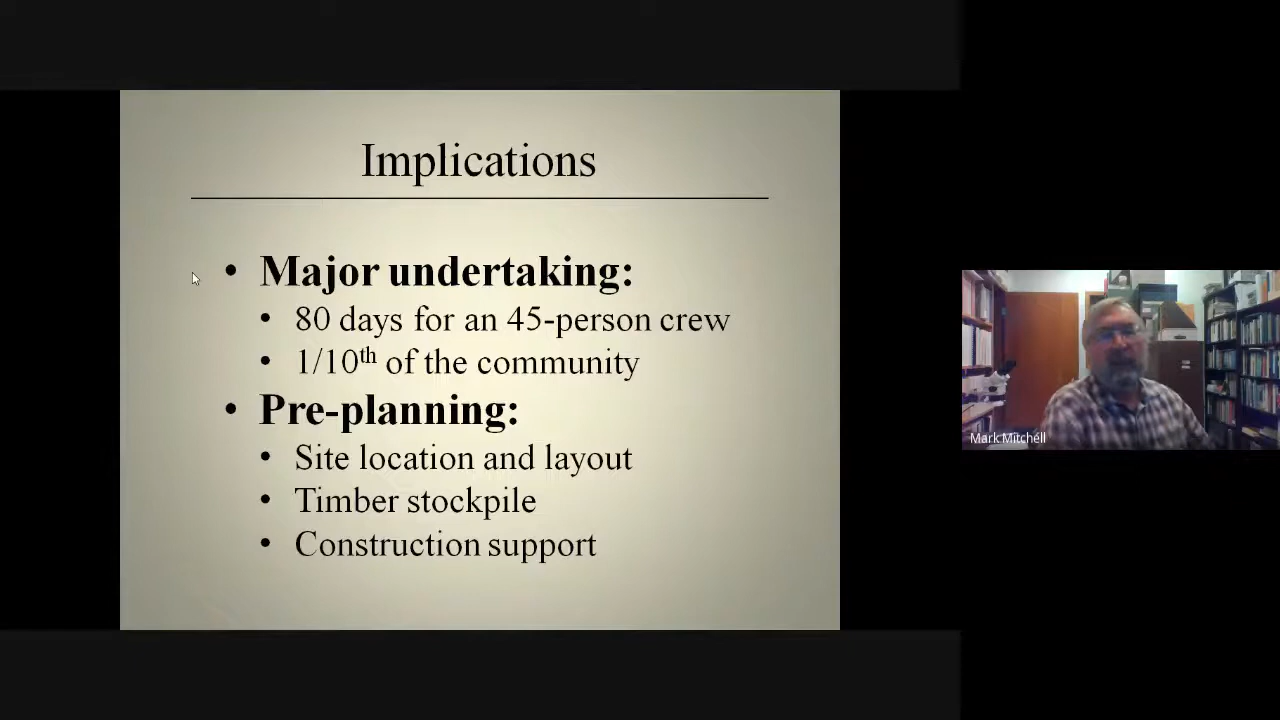 Implications
• Major undertaking:
• 80 days for an 45-person crew
• 1/10th of the community
• Pre-planning:
• Site location and layout
• Timber stockpile
• Construction support
Mark Mitchell